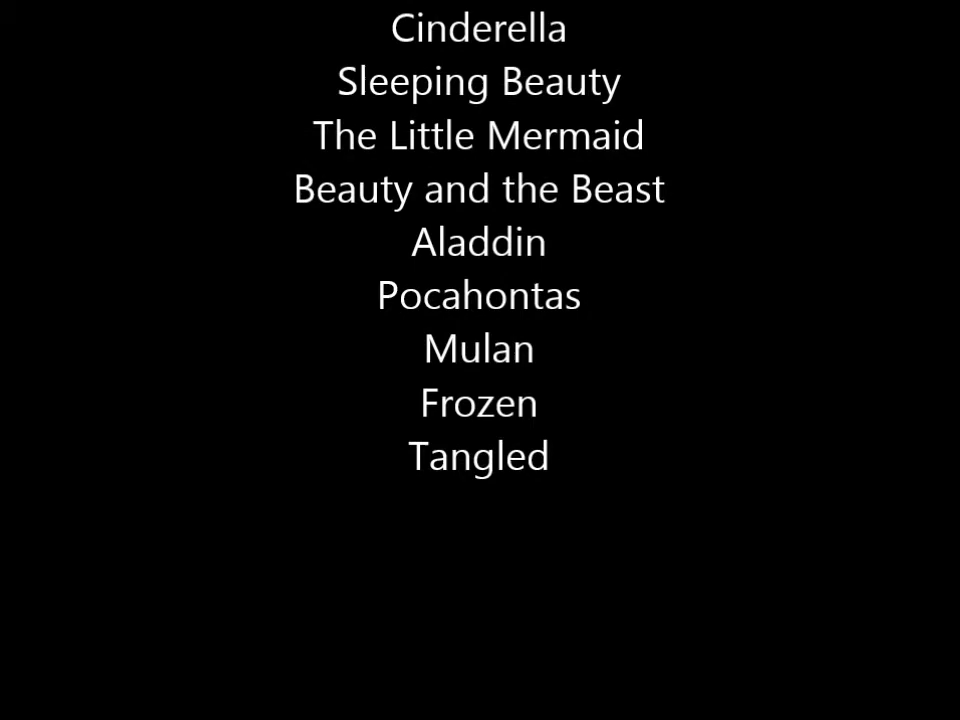 Cinderella
Sleeping Beauty
The Little Mermaid
Beauty and the Beast
Aladdin
Pocahontas
Mulan
Frozen
Tangled